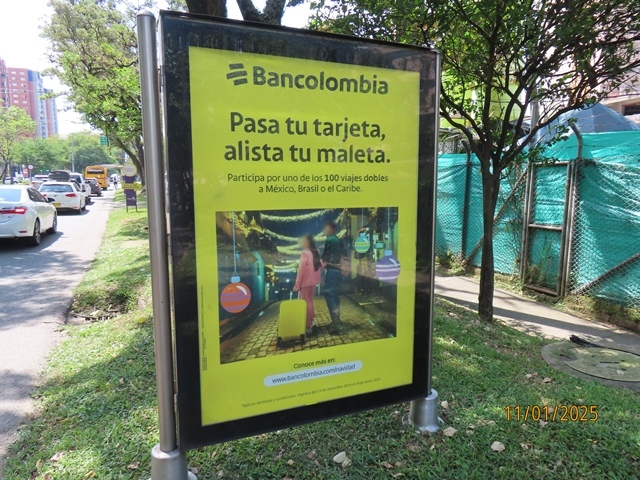 Bancolombia
Pasa tu tarjeta,
alista tu maleta.
Participa por uno de los 100 viajes dobles
a México, Brasil o el Caribe.
Conoce más en:
www.bancolombia.com/navidad
11/01/2025